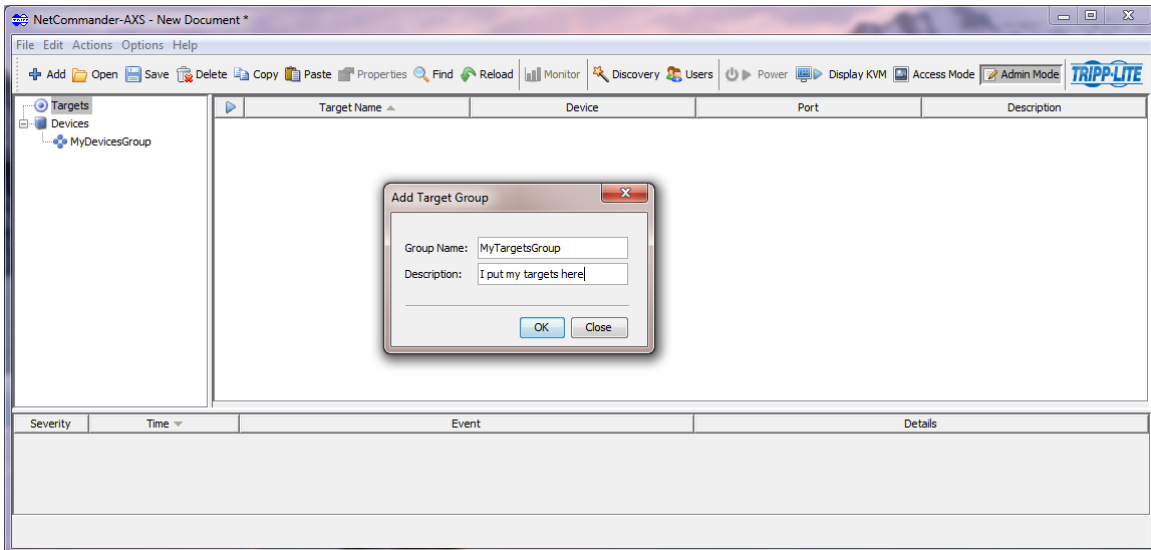 NetCommander-AXS - New Document *
File Edit Actions Options Help
Add Open Save Delete Copy Paste Properties Find Reload Monitor Discovery Users Power Display KVM Access Mode Admin Mode TRIPP·LITE
Targets
Devices
MyDevicesGroup
Target Name Device Port Description
Add Target Group
Group Name: MyTargetsGroup
Description: I put my targets here
OK Close
Severity Time Event Details